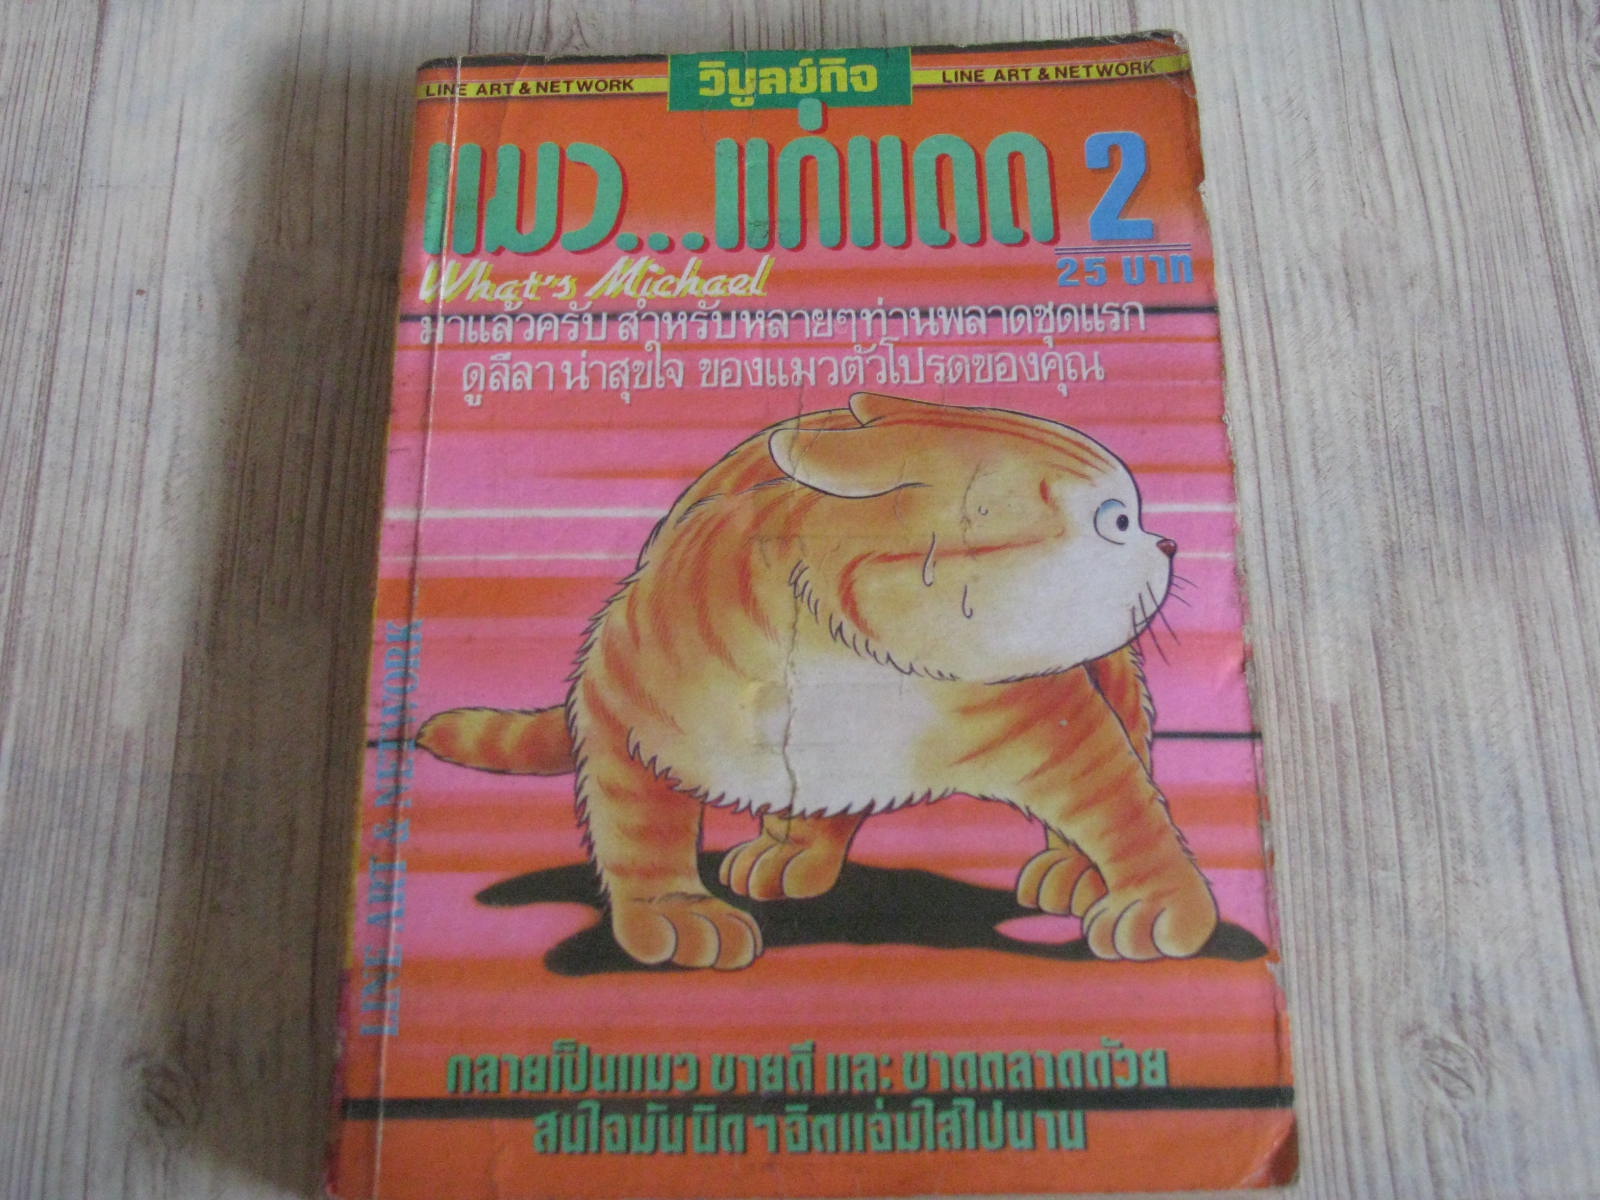 LINE ART & NETWORK
วิบูลย์กิจ
LINE ART & NETWORK
แมว...แก่แดด 2
What's Michael
25 บาท
มาแล้วครับ สำหรับหลายๆท่านพลาดชุดแรก
ดูลีลาน่าสุขใจ ของแมวตัวโปรดของคุณ
LINE ART & NETWORK
กลายเป็นแมว ขายดี และ ขาดตลาดด้วย
สนใจมันนิด ๆ จิตแจ่มใสไปนาน